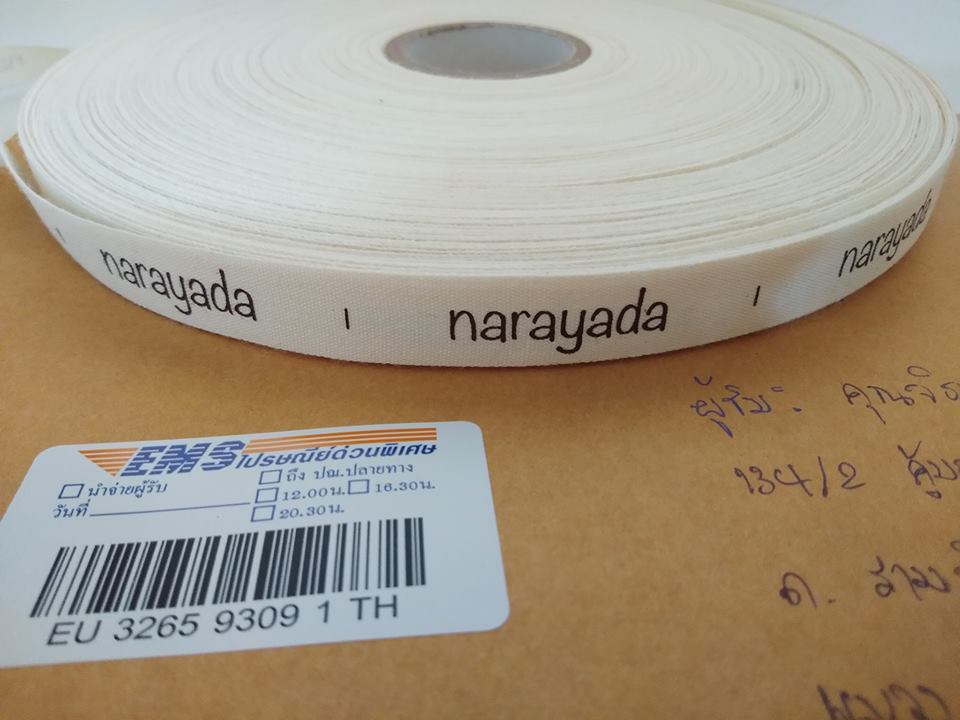 narayada | narayada | narayada
EMS ไปรษณีย์ด่วนพิเศษ
นำจ่ายผู้รับ
วันที่
ถึง ปณ.ปลายทาง
12.00น. 16.30น.
20.30น.
EU 3265 9309 1 TH
ผู้รับ:
134/2